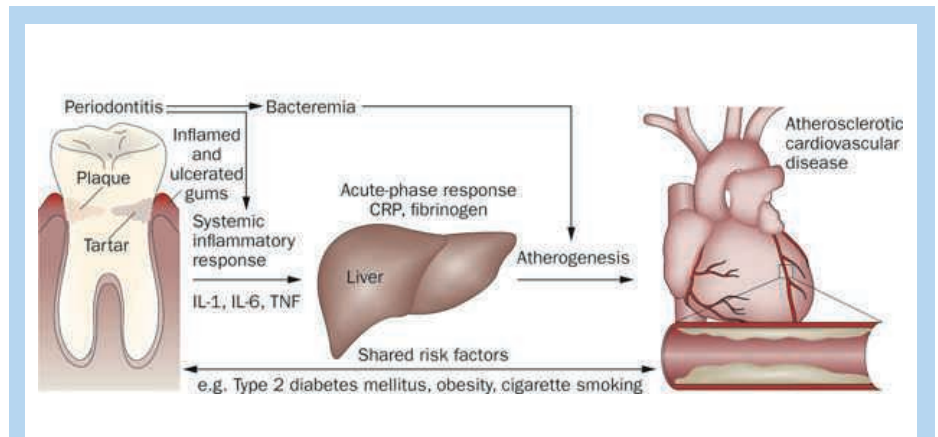 Periodontitis
Bacteremia
Inflamed
and
ulcerated
gums
Plaque
Tartar
Systemic
inflammatory
response
IL-1, IL-6, TNF
Acute-phase response
CRP, fibrinogen
Liver
Atherogenesis
Atherosclerotic
cardiovascular
disease
Shared risk factors
e.g. Type 2 diabetes mellitus, obesity, cigarette smoking